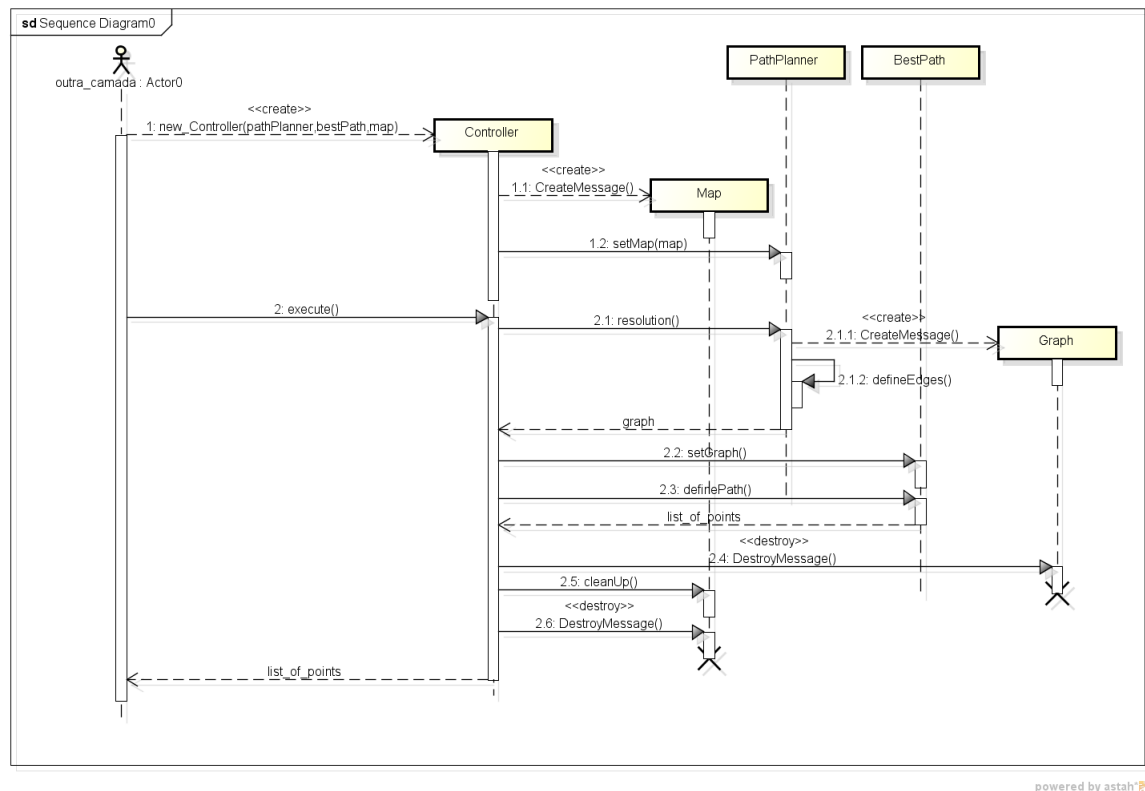 sd Sequence Diagram0
outra_camada : Actor0
PathPlanner
BestPath
<<create>>
1: new_Controller(pathPlanner,bestPath,map)
Controller
<<create>>
1.1: CreateMessage()
Map
1.2: setMap(map)
2: execute()
2.1: resolution()
<<create>>
2.1.1: CreateMessage()
Graph
2.1.2: defineEdges()
graph
2.2: setGraph()
2.3: definePath()
list_of_points
<<destroy>>
2.4: DestroyMessage()
2.5: cleanUp()
<<destroy>>
2.6: DestroyMessage()
list_of_points
powered by astah*